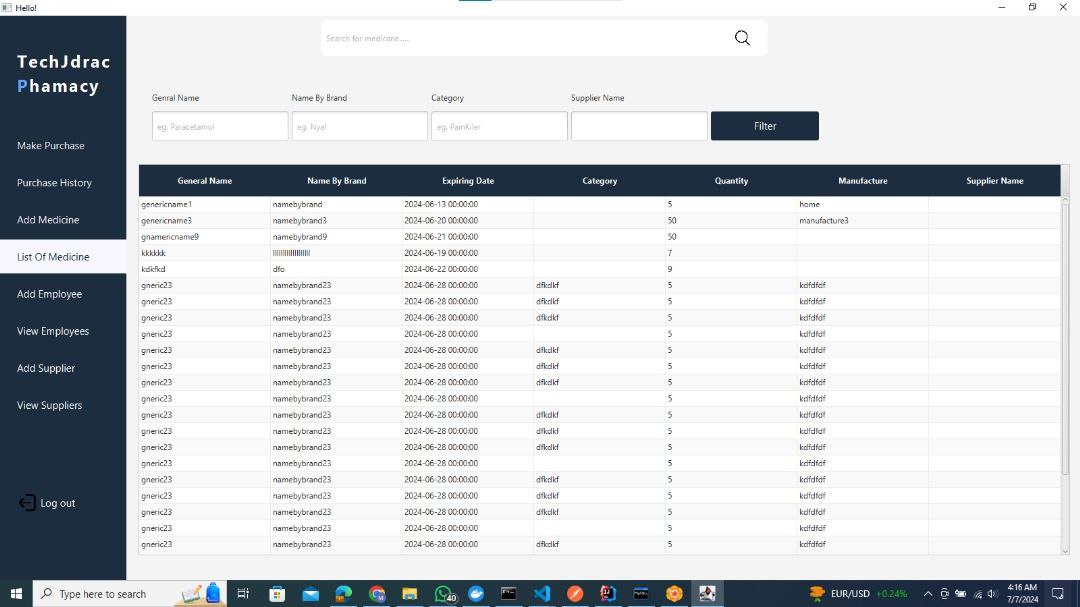 Hello!
TechJdrac
Phamacy
Make Purchase
Purchase History
Add Medicine
List Of Medicine
Add Employee
View Employees
Add Supplier
View Suppliers
Log out
Search for medicane.....
Genral Name Name By Brand Category Supplier Name
eg. Paracetamol eg. Nyal eg. PainKiler Filter
General Name Name By Brand Expiring Date Category Quantity Manufacture Supplier Name
genericname1 namebybrand 2024-06-13 00:00:00 5 home
genericname3 namebybrand3 2024-06-20 00:00:00 50 manufacture3
gnamericname9 namebybrand9 2024-06-21 00:00:00 50
kkkkkk 2024-06-19 00:00:00 7
kdkfkd dfo 2024-06-22 00:00:00 9
gneric23 namebybrand23 2024-06-28 00:00:00 dfkdkf 5 kdfdfdf
gneric23 namebybrand23 2024-06-28 00:00:00 dfkdkf 5 kdfdfdf
gneric23 namebybrand23 2024-06-28 00:00:00 dfkdkf 5 kdfdfdf
gneric23 namebybrand23 2024-06-28 00:00:00 5 kdfdfdf
gneric23 namebybrand23 2024-06-28 00:00:00 dfkdkf 5 kdfdfdf
gneric23 namebybrand23 2024-06-28 00:00:00 dfkdkf 5 kdfdfdf
gneric23 namebybrand23 2024-06-28 00:00:00 dfkdkf 5 kdfdfdf
gneric23 namebybrand23 2024-06-28 00:00:00 5 kdfdfdf
gneric23 namebybrand23 2024-06-28 00:00:00 dfkdkf 5 kdfdfdf
gneric23 namebybrand23 2024-06-28 00:00:00 dfkdkf 5 kdfdfdf
gneric23 namebybrand23 2024-06-28 00:00:00 dfkdkf 5 kdfdfdf
gneric23 namebybrand23 2024-06-28 00:00:00 5 kdfdfdf
gneric23 namebybrand23 2024-06-28 00:00:00 dfkdkf 5 kdfdfdf
gneric23 namebybrand23 2024-06-28 00:00:00 dfkdkf 5 kdfdfdf
gneric23 namebybrand23 2024-06-28 00:00:00 dfkdkf 5 kdfdfdf
gneric23 namebybrand23 2024-06-28 00:00:00 5 kdfdfdf
gneric23 namebybrand23 2024-06-28 00:00:00 dfkdkf 5 kdfdfdf
Type here to search 40 EUR/USD +0.24% 4:16 AM
7/7/2024